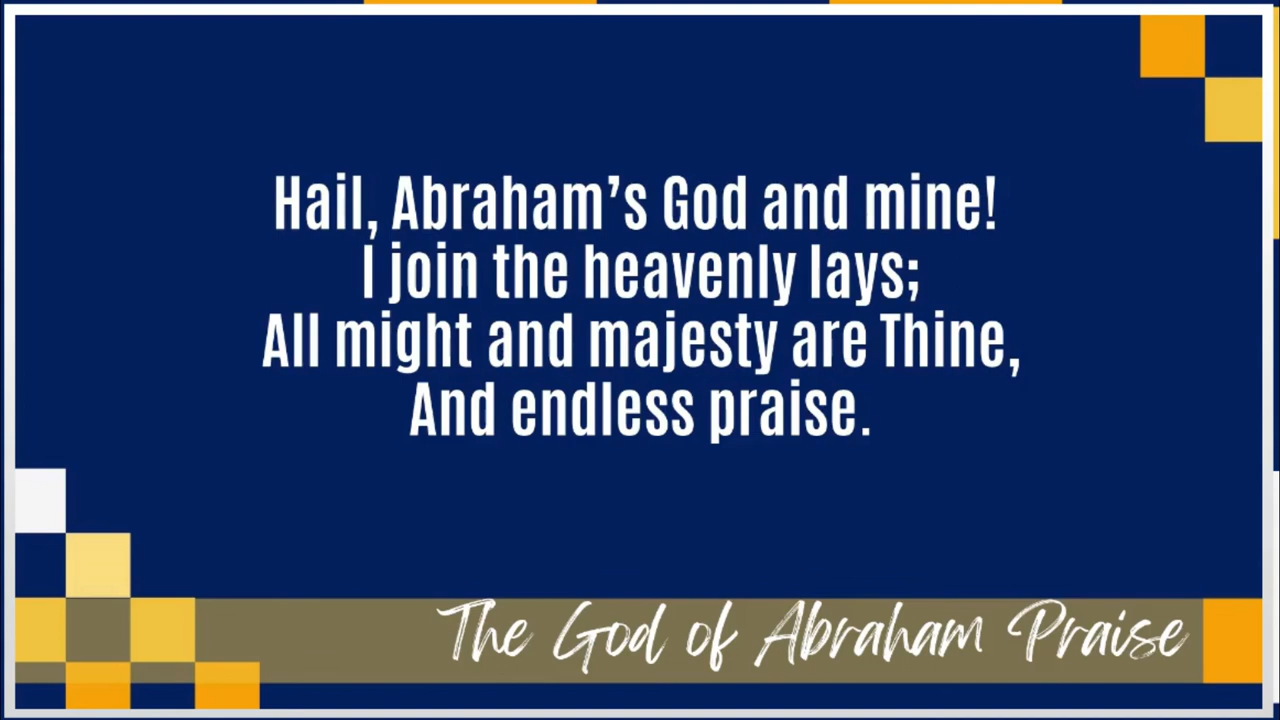 Hail, Abraham’s God and mine!
I join the heavenly lays;
All might and majesty are Thine,
And endless praise.
The God of Abraham Praise